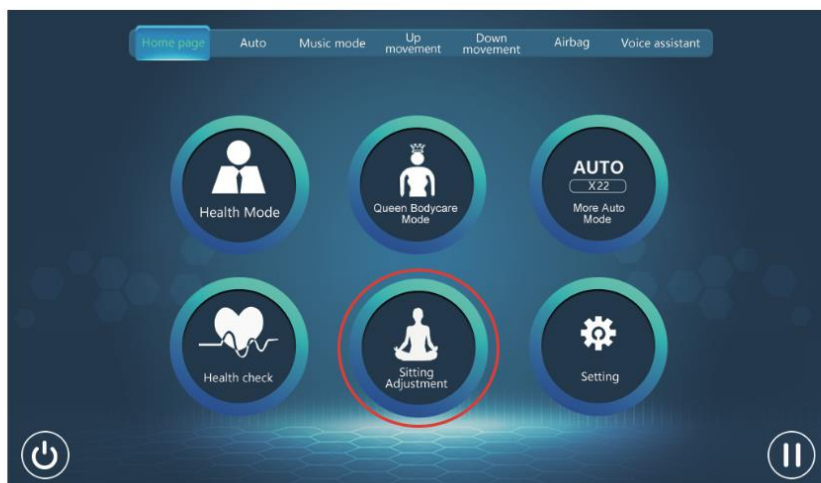 Home page
Auto
Music mode
Up
movement
Down
movement
Airbag
Voice assistant
Health Mode
Queen Bodycare
Mode
AUTO
X22
More Auto
Mode
Health check
Sitting
Adjustment
Setting